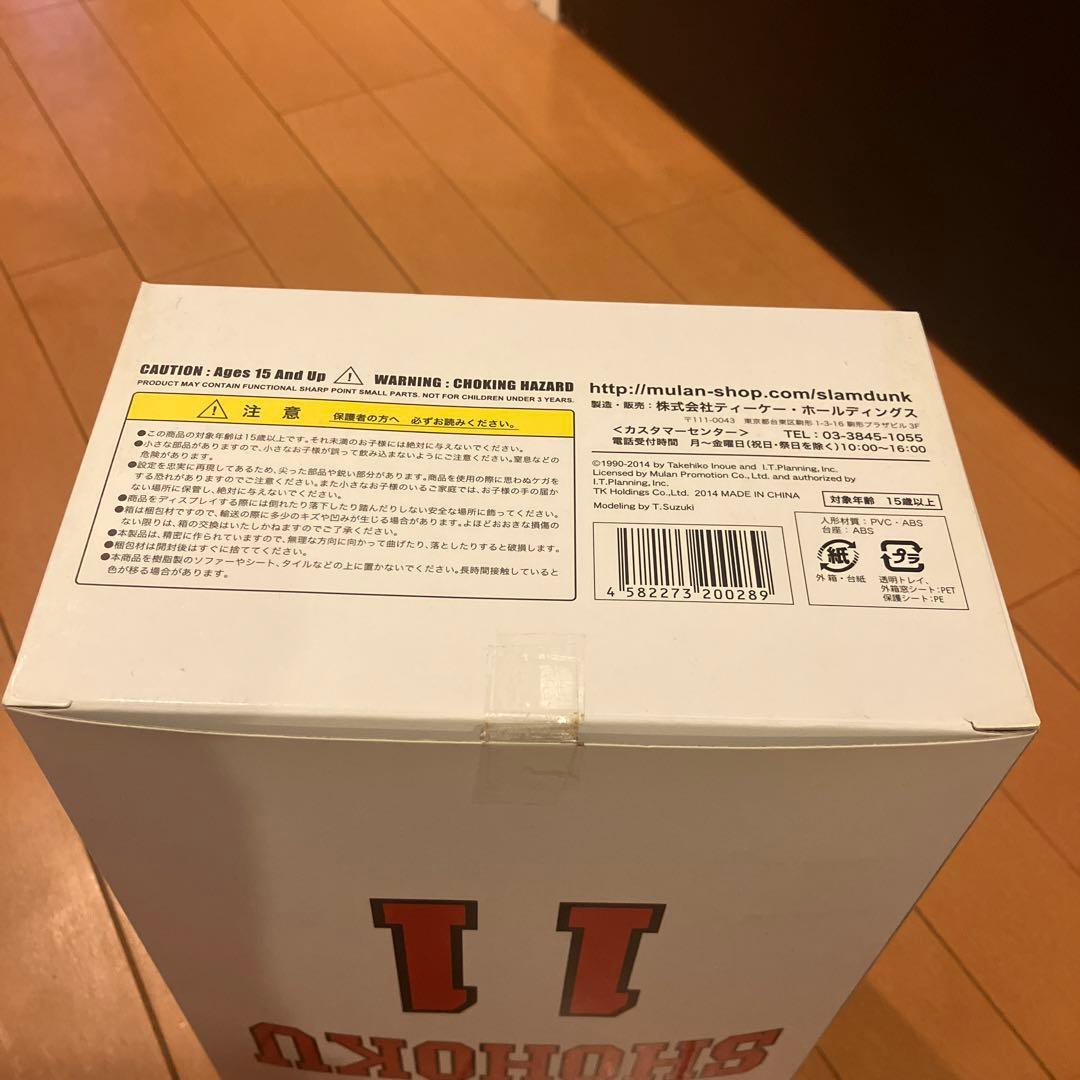 CAUTION : Ages 15 And Up ! WARNING : CHOKING HAZARD
PRODUCT MAY CONTAIN FUNCTIONAL SHARP POINT SMALL PARTS. NOT FOR CHILDREN UNDER 3 YEARS.
! 注 意 保護者の方へ 必ずお読みください。
●この商品の対象年齢は15歳以上です。それ未満のお子様には絶対に与えないでください。
●小さな部品がありますので、小さなお子様が誤って飲み込まないようにご注意ください。窒息などの
危険があります。
●設定を忠実に再現してあるため、尖った部品や鋭い部分があります。商品を使用の際に思わぬケガを
する恐れがありますのでご注意ください。また小さなお子様のいるご家庭では、お子様の手の届か
ない場所に保管し、絶対に与えないでください。
●商品をディスプレイする際には倒れたり落下したり踏んだりしない安全な場所に飾ってください。
●箱は梱包材ですので、輸送の際に多少のキズや凹みが生じる場合があります。よほどおおきな損傷の
ない限りは、箱の交換はいたしかねますのでご了承ください。
●本製品は、精密に作られていますので、無理な方向に向かって曲げたり、落としたりすると破損します。
●梱包材は開封後はすぐに捨ててください。
●本商品を樹脂製のソファーやシート、タイルなどの上に置かないでください。長時間接触していると
色が移る場合があります。
http://mulan-shop.com/slamdunk
製造・販売：株式会社ティーケー・ホールディングス
〒111-0043 東京都台東区駒形 1-3-16 駒形プラザビル 3F
＜カスタマーセンター＞ TEL：03-3845-1055
電話受付時間 月～金曜日(祝日・祭日を除く)10:00～16:00
©1990-2014 by Takehiko Inoue and I.T.Planning, Inc.
Licensed by Mulan Promotion Co., Ltd. and authorized by
I.T.Planning, Inc.
TK Holdings Co.,Ltd. 2014 MADE IN CHINA
Modeling by T.Suzuki
対象年齢 15歳以上
4 582273 200289
人形材質：PVC・ABS
台座：ABS
紙
外箱・台紙
プラ
透明トレイ、
外箱窓シート:PET
保護シート:PE
11
SHOHOKU